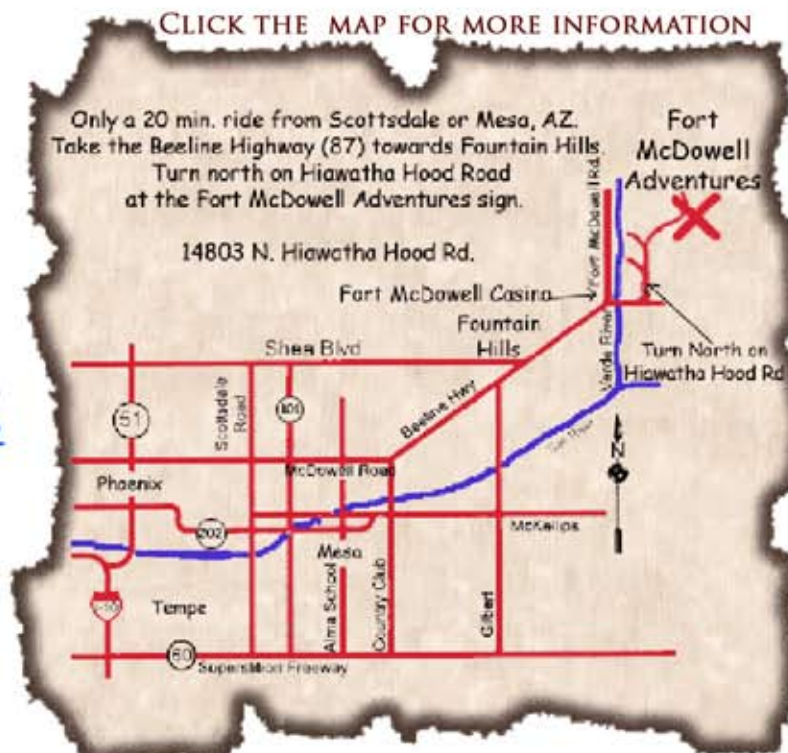 CLICK THE MAP FOR MORE INFORMATION
Only a 20 min. ride from Scottsdale or Mesa, AZ.
Take the Beeline Highway (87) towards Fountain Hills.
Turn north on Hiawatha Hood Road
at the Fort McDowell Adventures sign.
14803 N. Hiawatha Hood Rd.
Fort
McDowell
Adventures
Fort McDowell Rd.
Fort McDowell Casino
Fountain
Hills
Shea Blvd
Verde River
Turn North on
Hiawatha Hood Rd
Scottsdale
Road
101
51
Beeline Hwy
Salt River
N
McDowell Road
Phoenix
202
McKellips
Mesa
Alma School
Country Club
Gilbert
I-10
Tempe
60
Superstition Freeway